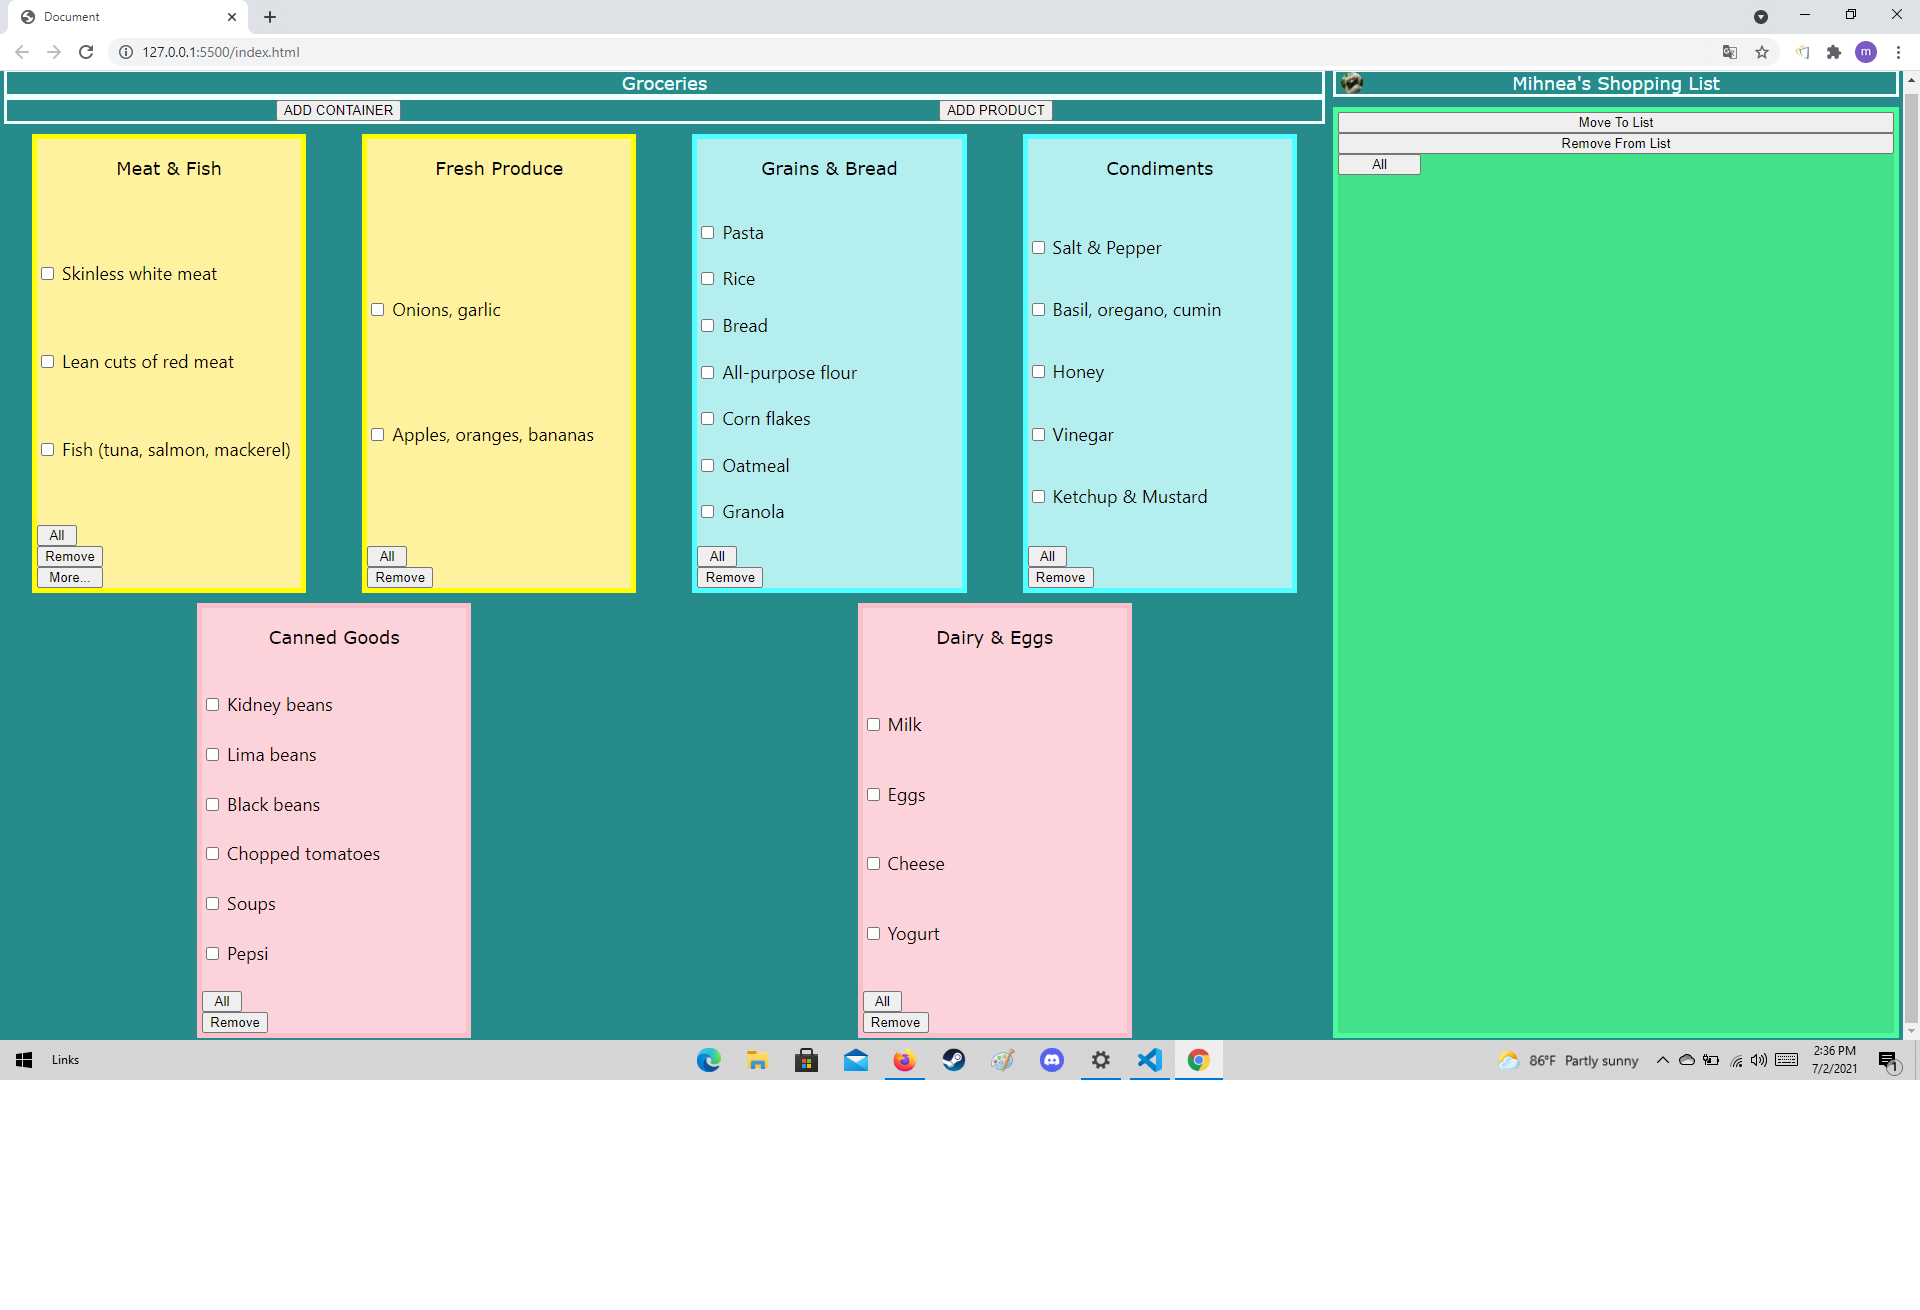 Document
127.0.0.1:5500/index.html
m
Groceries
Mihnea's Shopping List
ADD CONTAINER
ADD PRODUCT
Move To List
Remove From List
All
Meat & Fish
Skinless white meat
Lean cuts of red meat
Fish (tuna, salmon, mackerel)
All
Remove
More...
Fresh Produce
Onions, garlic
Apples, oranges, bananas
All
Remove
Grains & Bread
Pasta
Rice
Bread
All-purpose flour
Corn flakes
Oatmeal
Granola
All
Remove
Condiments
Salt & Pepper
Basil, oregano, cumin
Honey
Vinegar
Ketchup & Mustard
All
Remove
Canned Goods
Kidney beans
Lima beans
Black beans
Chopped tomatoes
Soups
Pepsi
All
Remove
Dairy & Eggs
Milk
Eggs
Cheese
Yogurt
All
Remove
Links
86°F Partly sunny
2:36 PM
7/2/2021
1